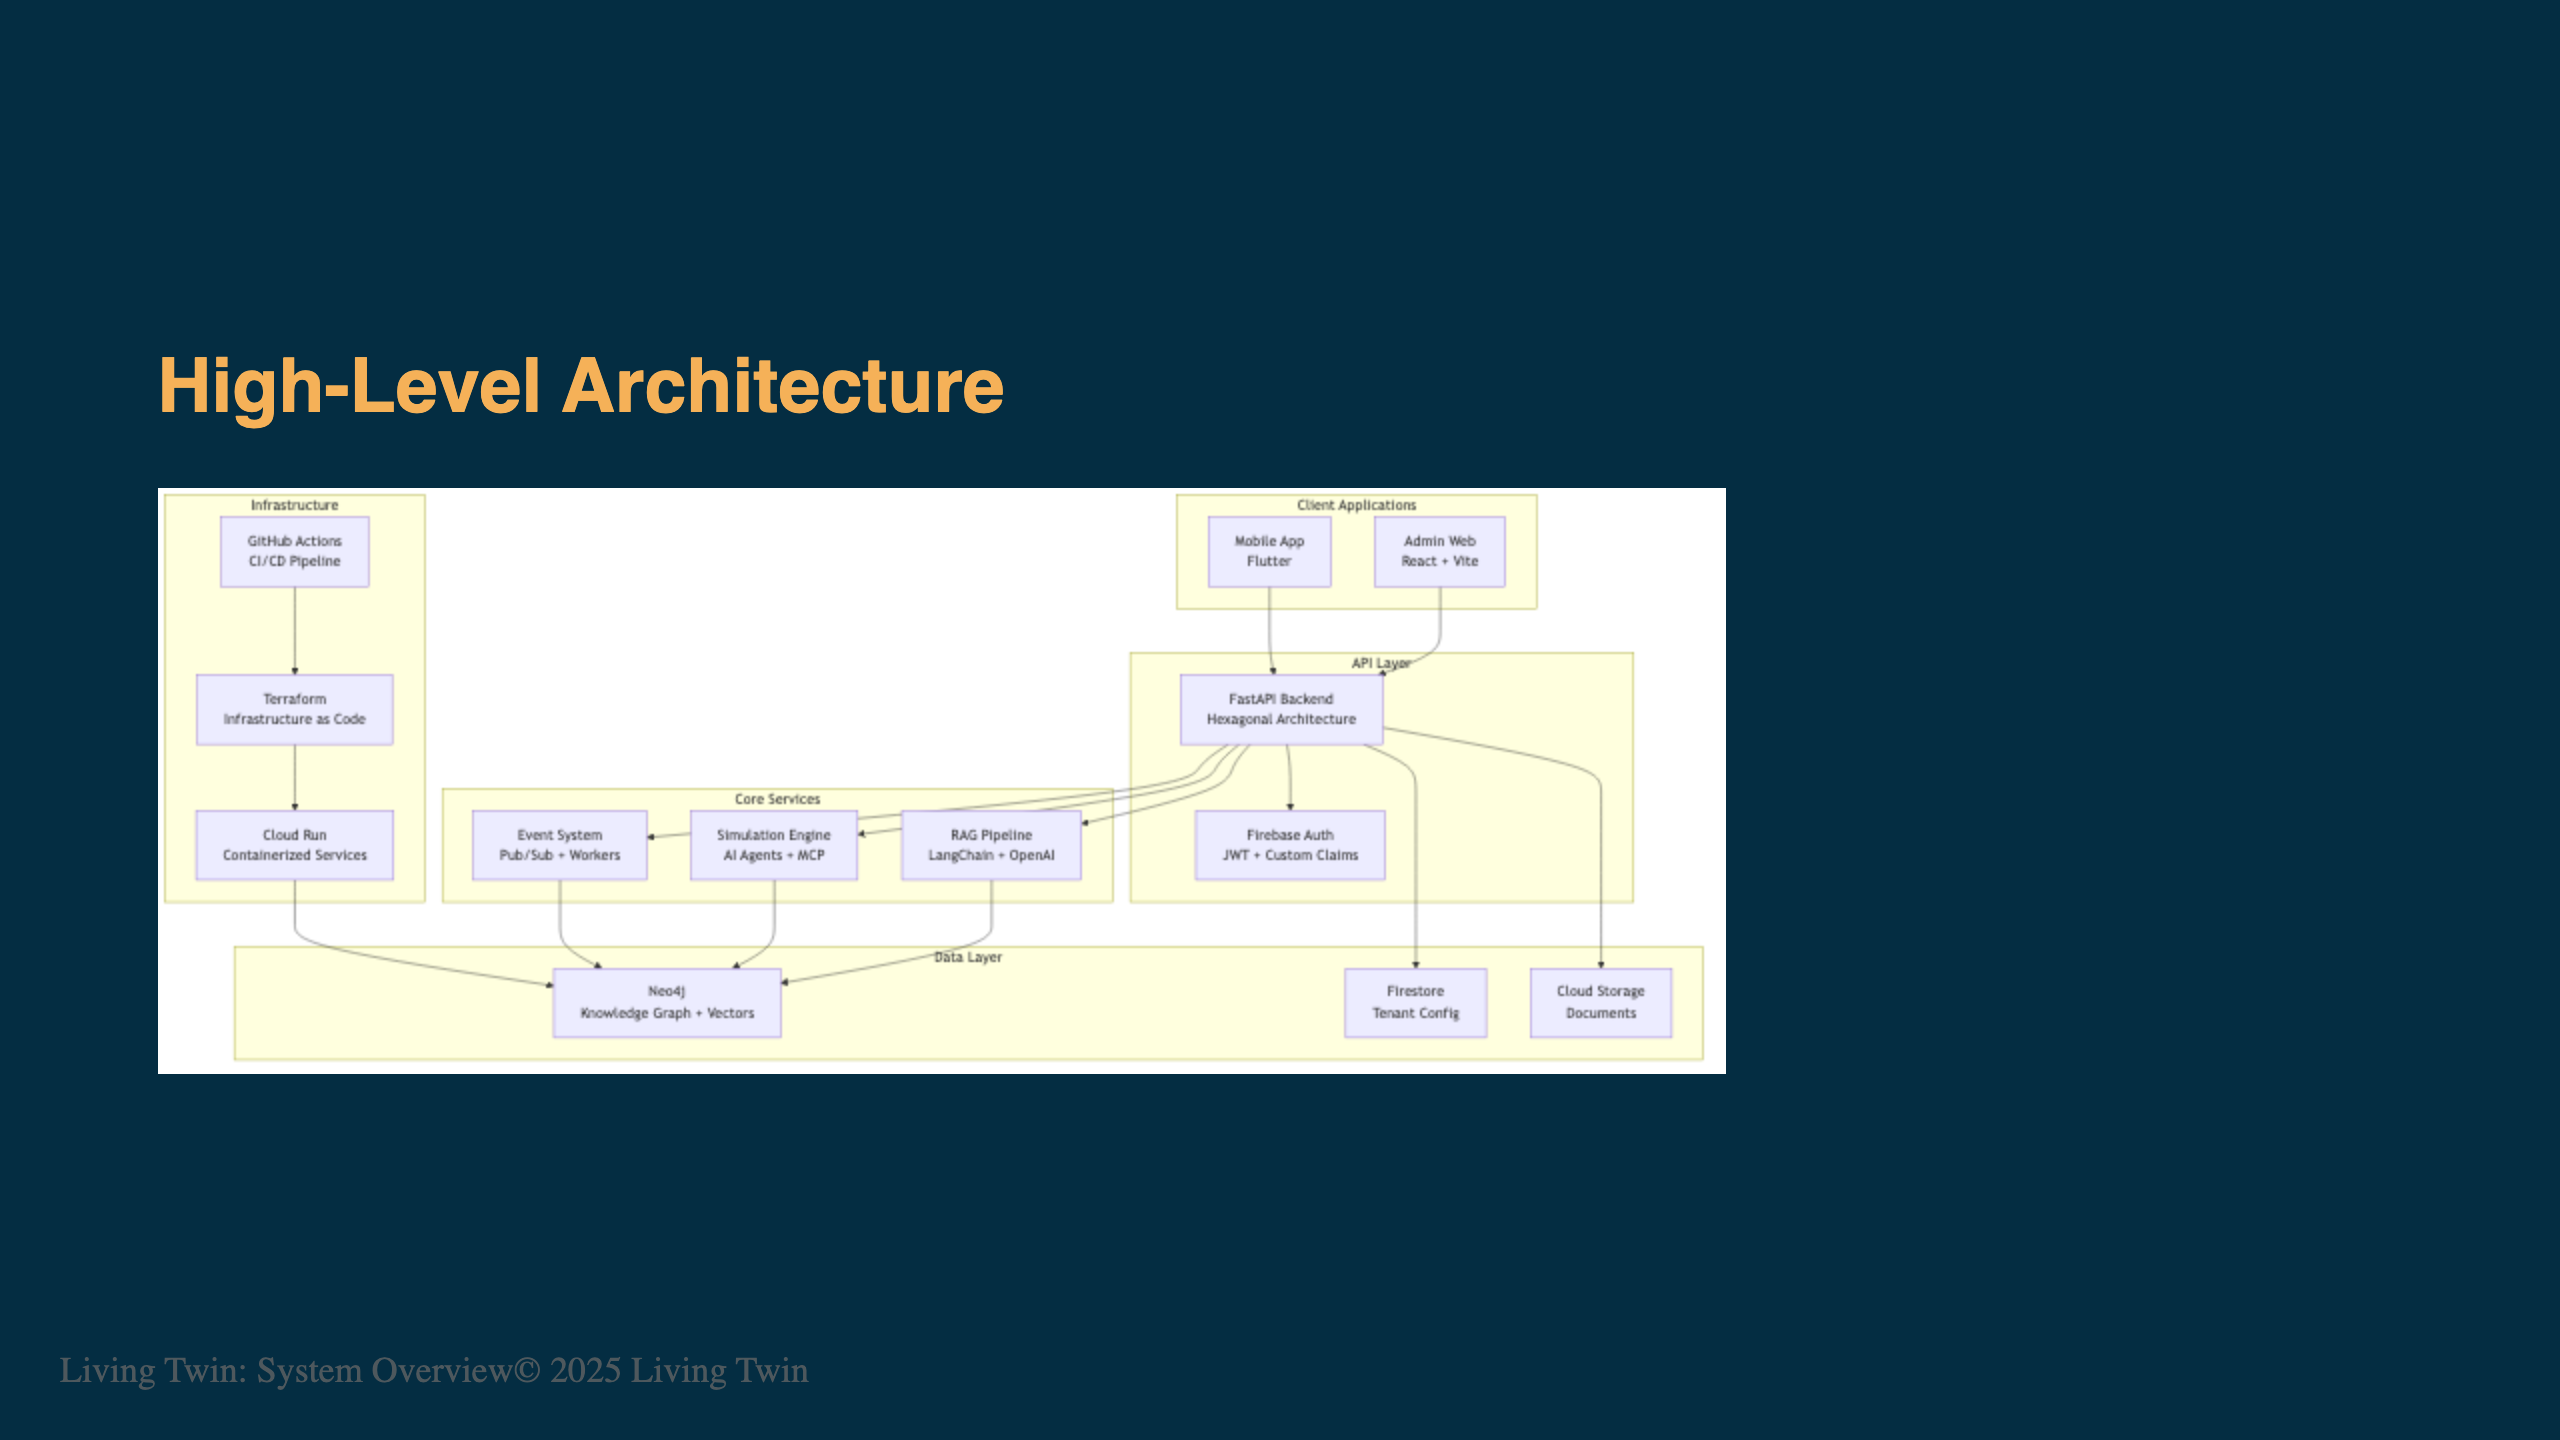 High-Level Architecture
Infrastructure
GitHub Actions
CI/CD Pipeline
Terraform
Infrastructure as Code
Cloud Run
Containerized Services
Client Applications
Mobile App
Flutter
Admin Web
React + Vite
API Layer
FastAPI Backend
Hexagonal Architecture
Firebase Auth
JWT + Custom Claims
Core Services
Event System
Pub/Sub + Workers
Simulation Engine
AI Agents + MCP
RAG Pipeline
LangChain + OpenAI
Data Layer
Neo4j
Knowledge Graph + Vectors
Firestore
Tenant Config
Cloud Storage
Documents
Living Twin: System Overview© 2025 Living Twin